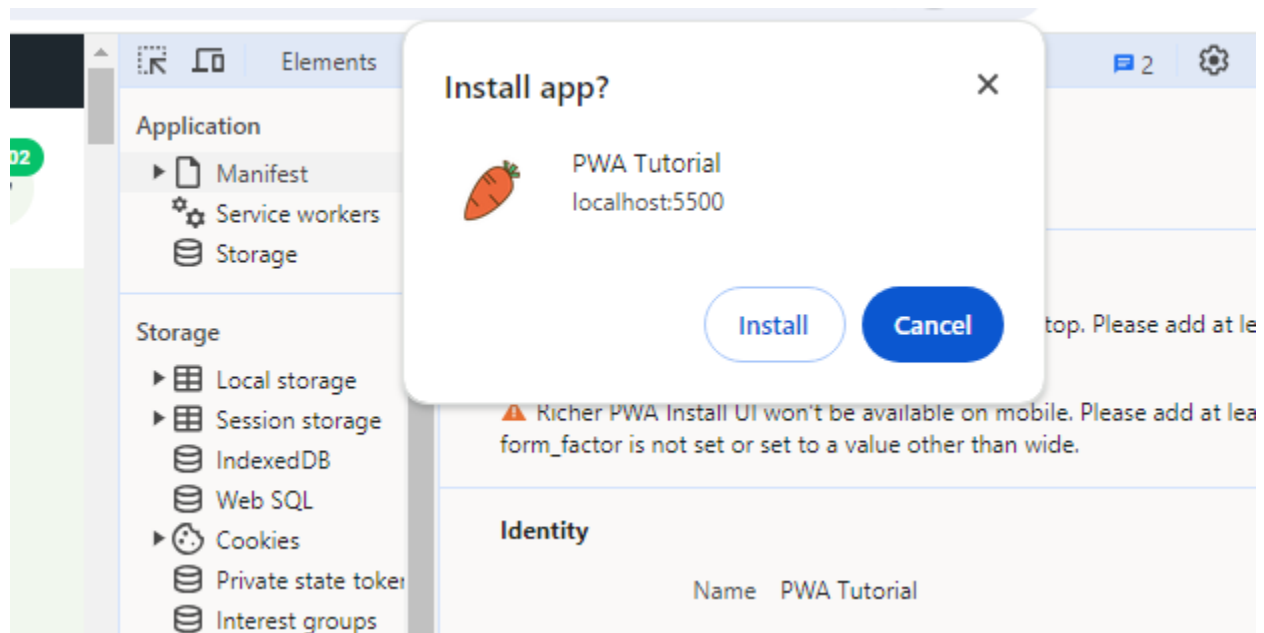 02
Elements
2
Application
Manifest
Service workers
Storage
Storage
Local storage
Session storage
IndexedDB
Web SQL
Cookies
Private state token
Interest groups
Install app?
PWA Tutorial
localhost:5500
Install
Cancel
top. Please add at le
Richer PWA Install UI won't be available on mobile. Please add at lea
form_factor is not set or set to a value other than wide.
Identity
Name PWA Tutorial